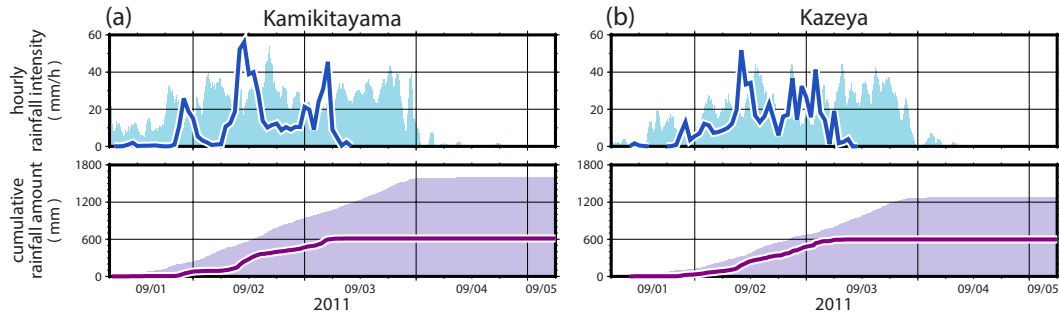 (a) Kamikitayama
(b) Kazeya
hourly
rainfall intensity
( mm/h )
60
40
20
0
60
40
20
0
cumulative
rainfall amount
( mm )
1800
1200
600
0
1800
1200
600
0
09/01 09/02 09/03 09/04 09/05
2011
09/01 09/02 09/03 09/04 09/05
2011